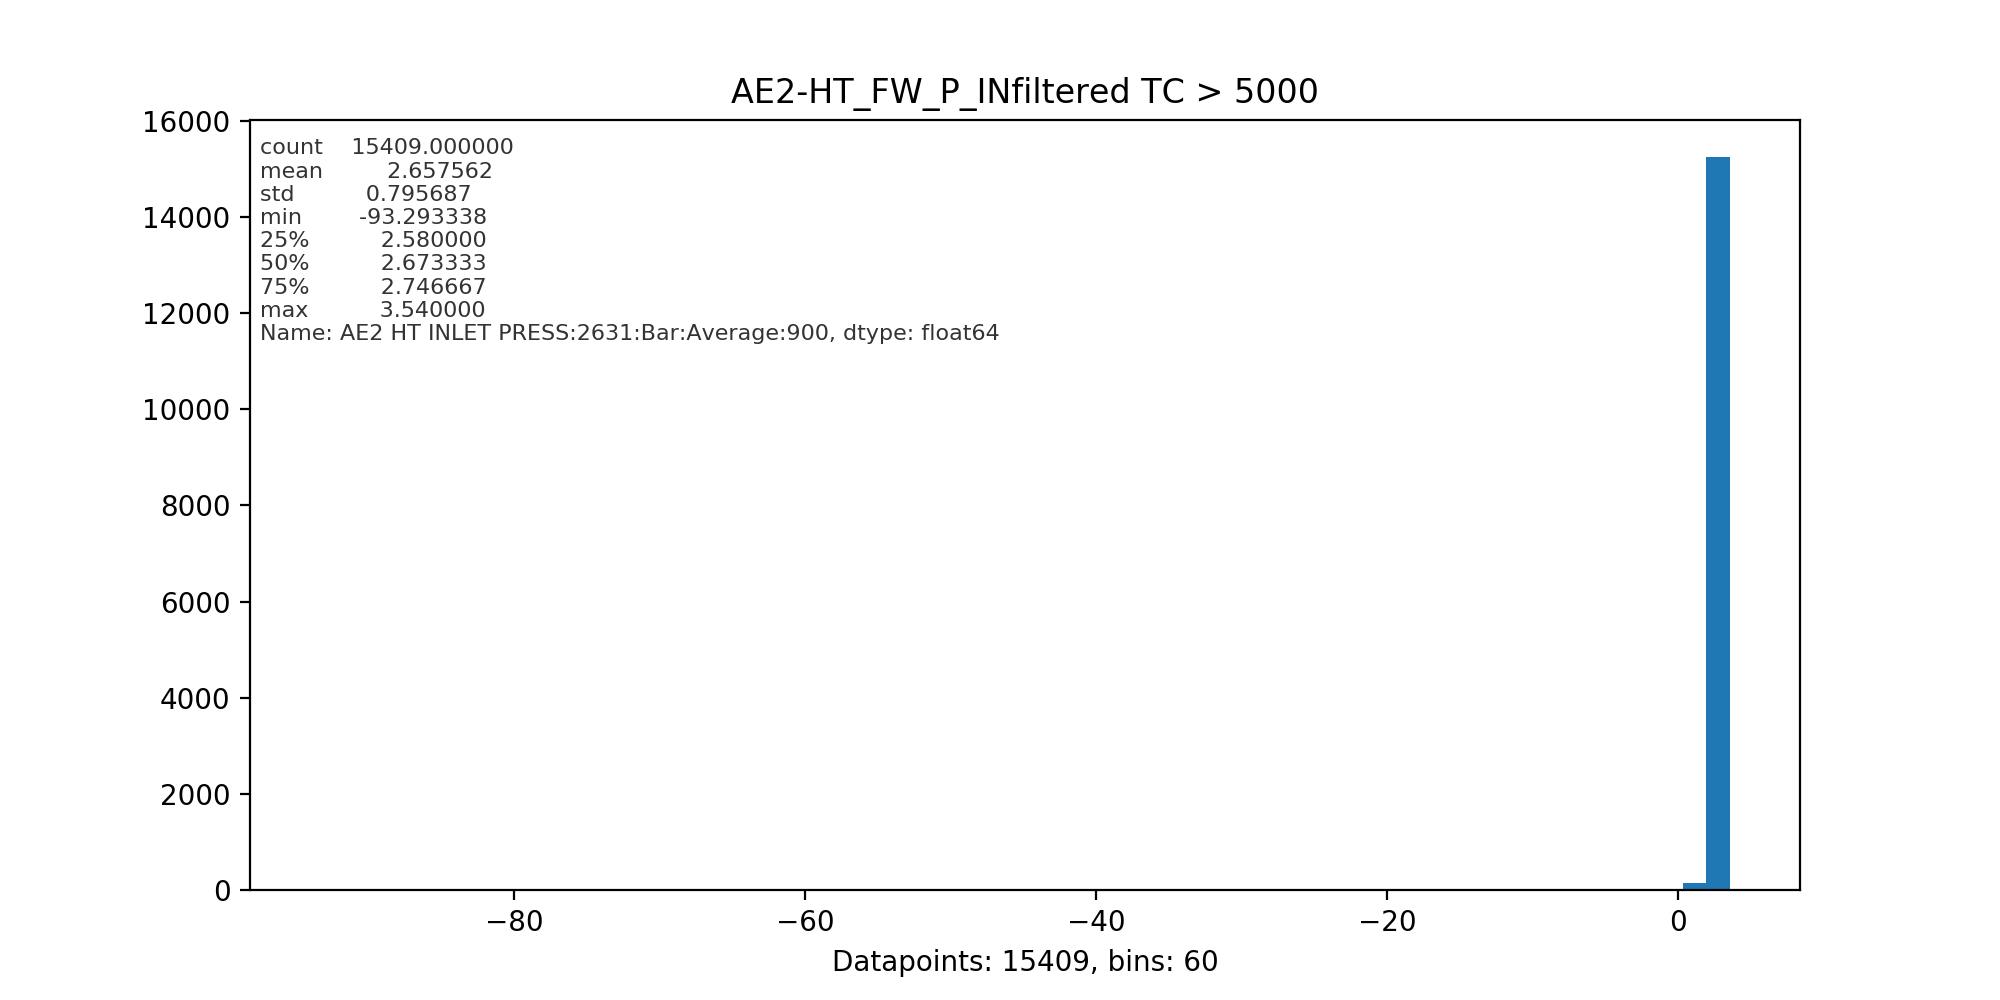 AE2-HT_FW_P_INfiltered TC > 5000
16000
14000
12000
10000
8000
6000
4000
2000
0
count 15409.000000
mean 2.657562
std 0.795687
min -93.293338
25% 2.580000
50% 2.673333
75% 2.746667
max 3.540000
Name: AE2 HT INLET PRESS:2631:Bar:Average:900, dtype: float64
−80 −60 −40 −20 0
Datapoints: 15409, bins: 60